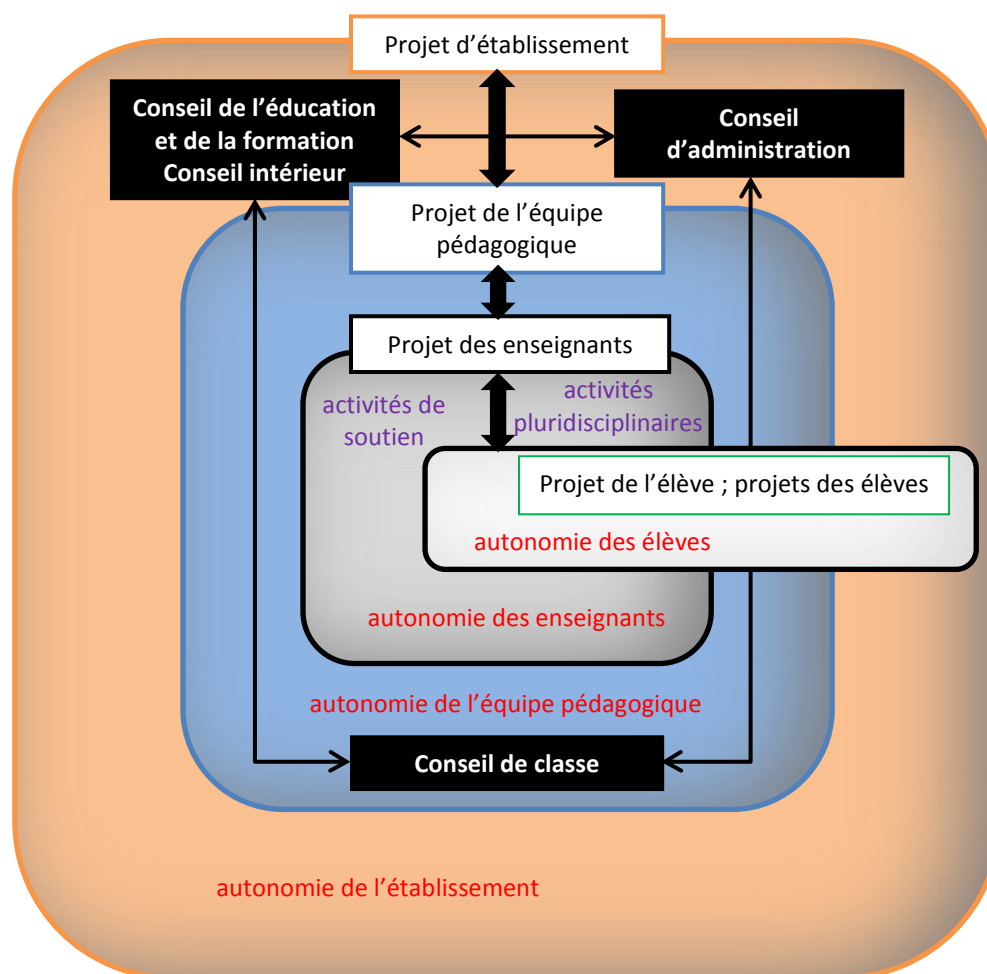 Projet d’établissement
Conseil de l’éducation
et de la formation
Conseil intérieur
Conseil
d’administration
Projet de l’équipe
pédagogique
Projet des enseignants
activités de
soutien
activités
pluridisciplinaires
Projet de l’élève ; projets des élèves
autonomie des élèves
autonomie des enseignants
autonomie de l’équipe pédagogique
Conseil de classe
autonomie de l’établissement